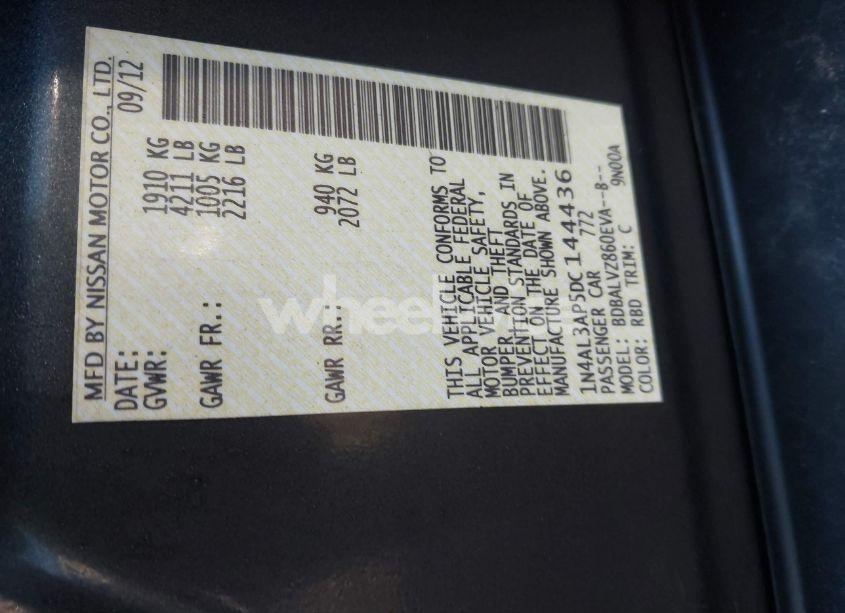 MFD BY NISSAN MOTOR CO., LTD.
DATE: 09/12
GVWR: 1910 KG
4211 LB
GAWR FR.: 1005 KG
2216 LB
GAWR RR.: 940 KG
2072 LB
THIS VEHICLE CONFORMS TO
ALL APPLICABLE FEDERAL
MOTOR VEHICLE SAFETY,
BUMPER AND THEFT
PREVENTION STANDARDS IN
EFFECT ON THE DATE OF
MANUFACTURE SHOWN ABOVE.
1N4AL3AP5DC144436
PASSENGER CAR 772
MODEL: BDBALVZ860EVA--B--
COLOR: RBD TRIM: C 9N00A